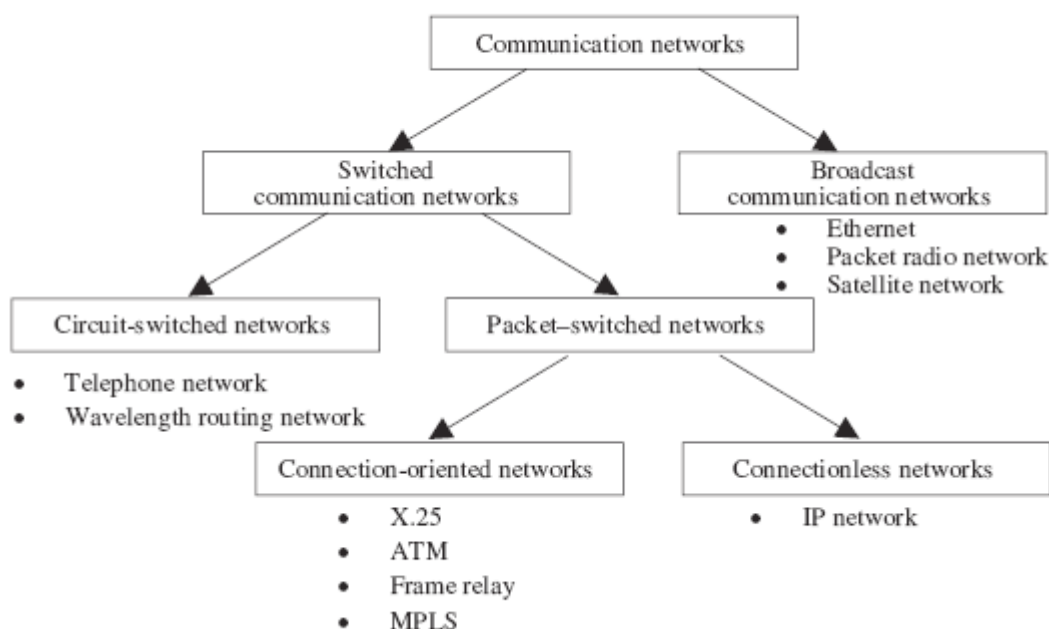 Communication networks
Switched
communication networks
Broadcast
communication networks
• Ethernet
• Packet radio network
• Satellite network
Circuit-switched networks
• Telephone network
• Wavelength routing network
Packet–switched networks
Connection-oriented networks
• X.25
• ATM
• Frame relay
• MPLS
Connectionless networks
• IP network